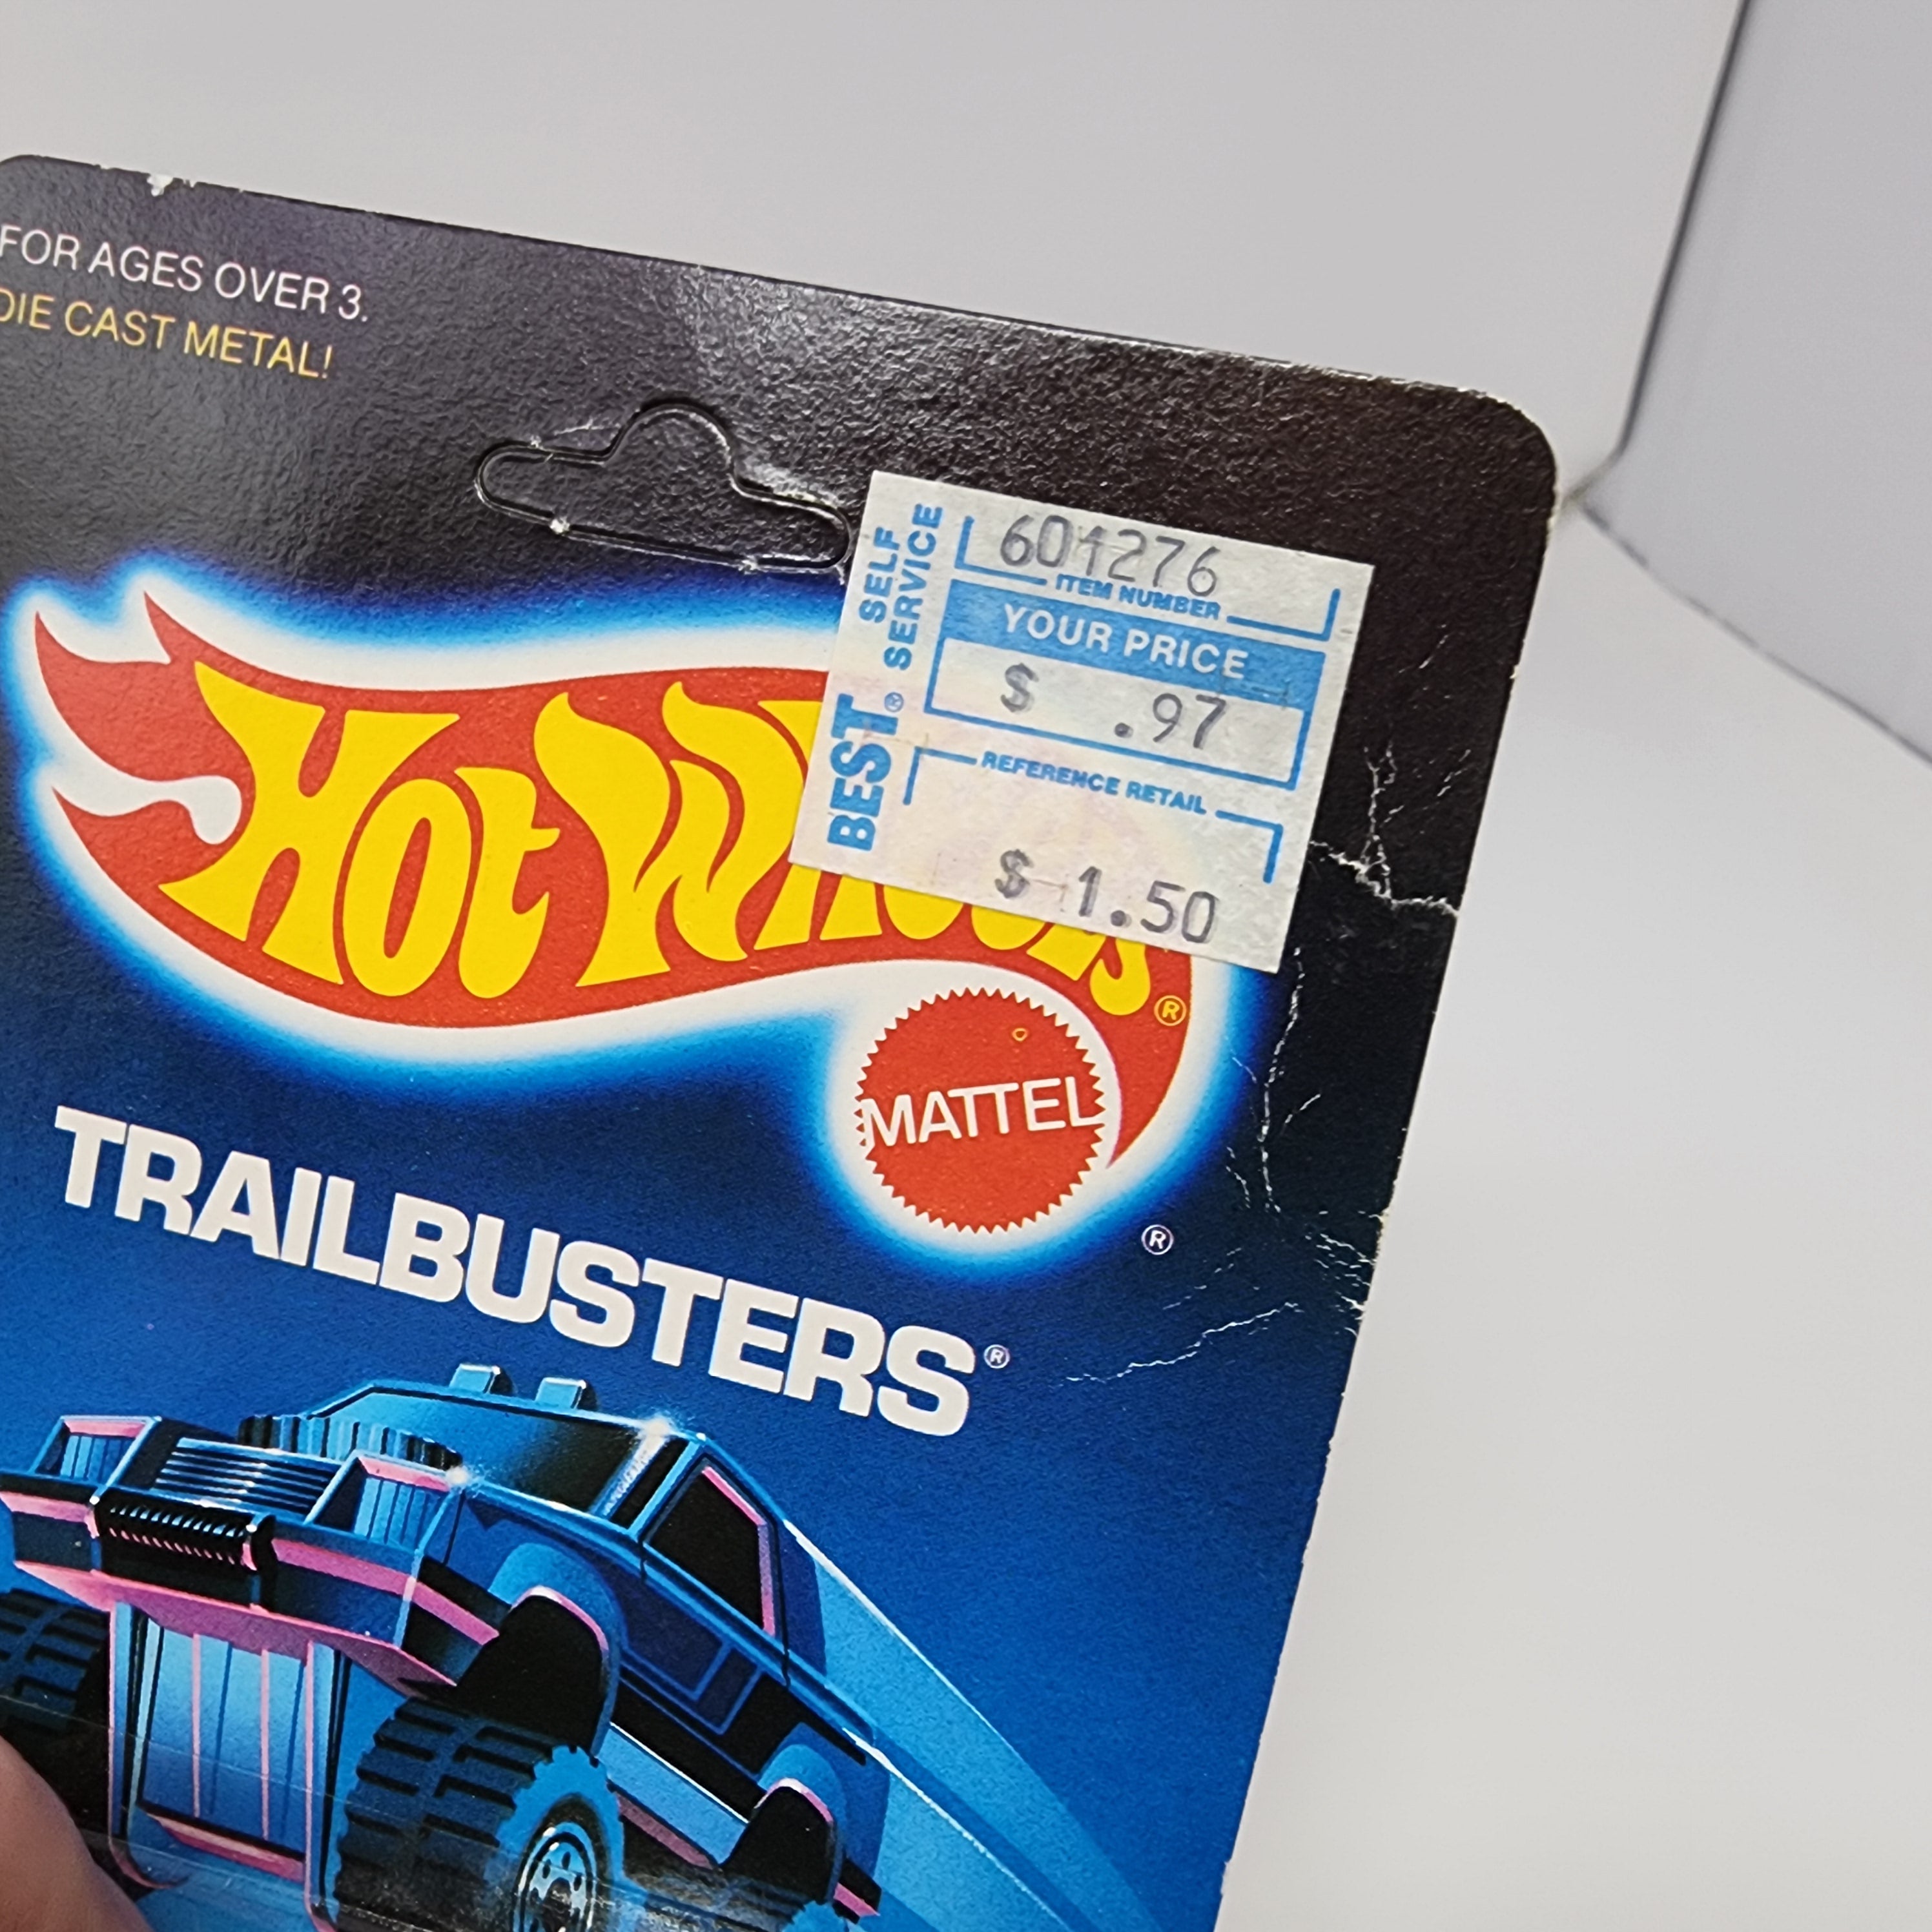 FOR AGES OVER 3.
DIE CAST METAL!
SELF SERVICE
BEST®
601276
ITEM NUMBER
YOUR PRICE
$ .97
REFERENCE RETAIL
$ 1.50
Hot Wheels®
MATTEL
®
TRAILBUSTERS®